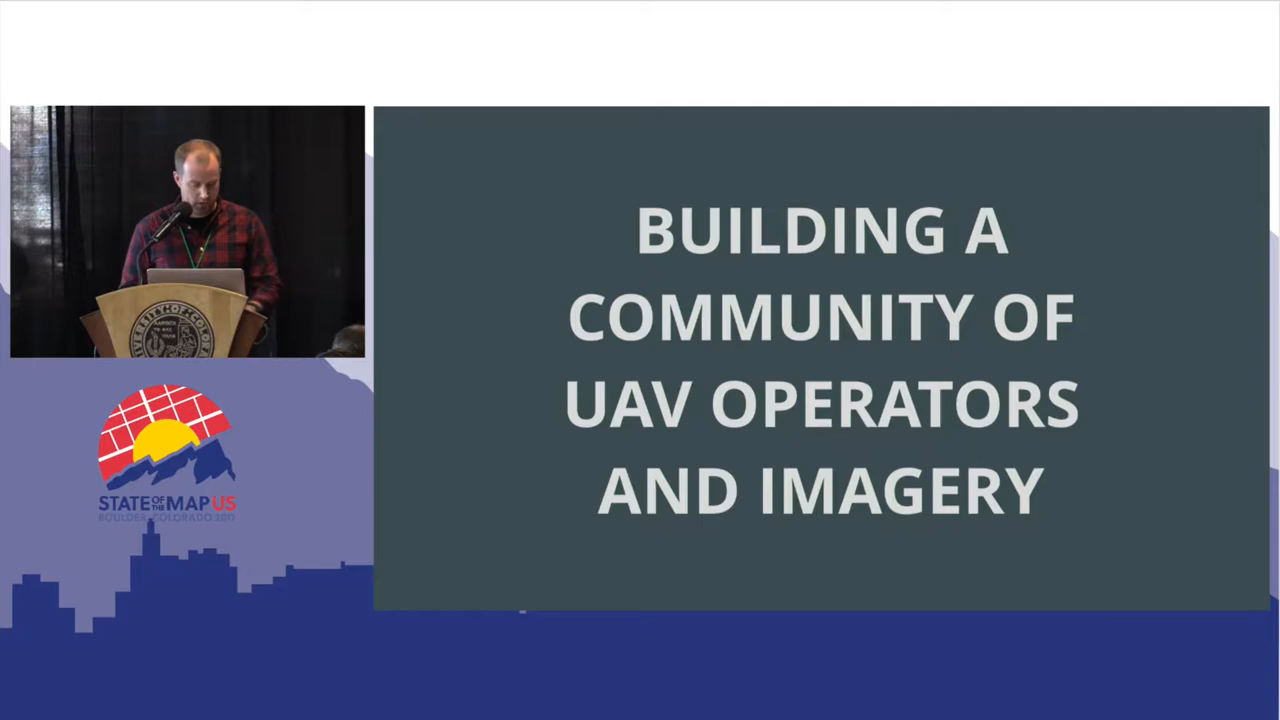 BUILDING A
COMMUNITY OF
UAV OPERATORS
AND IMAGERY
STATE OF THE MAP US
BOULDER COLORADO 2017